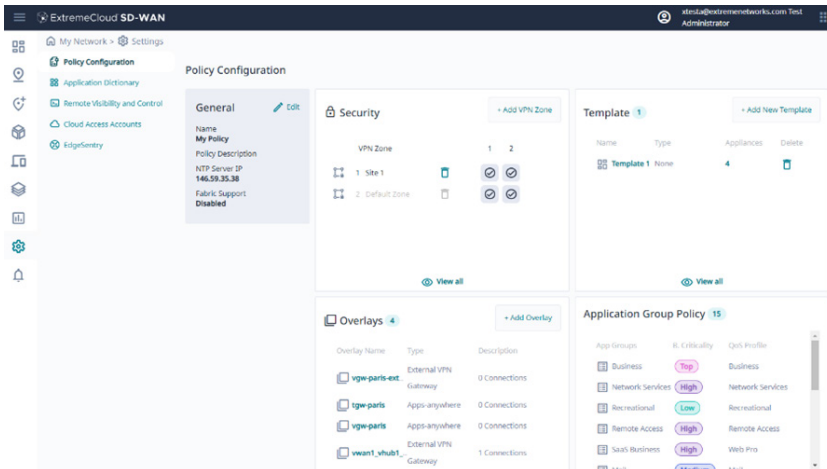 ExtremeCloud SD-WAN
xtesta@extremenetworks.com Test
Administrator
My Network > Settings
Policy Configuration
Application Dictionary
Remote Visibility and Control
Cloud Access Accounts
EdgeSentry
Policy Configuration
General
Edit
Name
My Policy
Policy Description
NTP Server IP
146.59.35.38
Fabric Support
Disabled
Security
+ Add VPN Zone
VPN Zone 1 2
1 Site 1
2 Default Zone
View all
Template 1
+ Add New Template
Name Type Appliances Delete
Template 1 None 4
View all
Overlays 4
+ Add Overlay
Overlay Name Type Description
vgw-paris-ext... External VPN Gateway 0 Connections
tgw-paris Apps-anywhere 0 Connections
vgw-paris Apps-anywhere 0 Connections
vwan1_vhub1_... External VPN Gateway 1 Connections
Application Group Policy 15
App Groups B. Criticality QoS Profile
Business Top Business
Network Services High Network Services
Recreational Low Recreational
Remote Access High Remote Access
SaaS Business High Web Pro